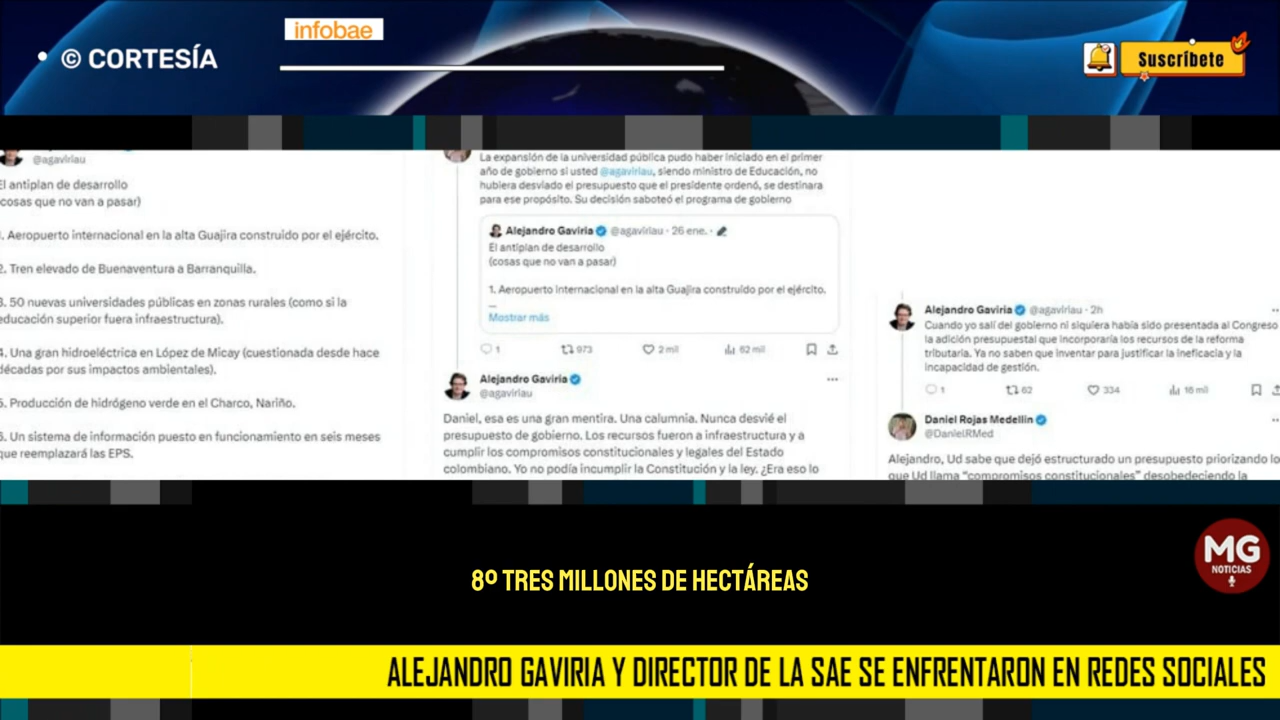 infobae
© CORTESÍA
Suscríbete
@agaviriau
El antiplan de desarrollo
(cosas que no van a pasar)
1. Aeropuerto internacional en la alta Guajira construido por el ejército.
2. Tren elevado de Buenaventura a Barranquilla.
3. 50 nuevas universidades públicas en zonas rurales (como si la
educación superior fuera infraestructura).
4. Una gran hidroeléctrica en López de Micay (cuestionada desde hace
décadas por sus impactos ambientales).
5. Producción de hidrógeno verde en el Charco, Nariño.
6. Un sistema de información puesto en funcionamiento en seis meses
que reemplazará las EPS.
La expansión de la universidad pública pudo haber iniciado en el primer
año de gobierno si usted @agaviriau, siendo ministro de Educación, no
hubiera desviado el presupuesto que el presidente ordenó, se destinara
para ese propósito. Su decisión saboteó el programa de gobierno
Alejandro Gaviria @agaviriau · 26 ene. ·
El antiplan de desarrollo
(cosas que no van a pasar)
1. Aeropuerto internacional en la alta Guajira construido por el ejército.
...
Mostrar más
1 973 2 mil 62 mil
Alejandro Gaviria
@agaviriau
Daniel, esa es una gran mentira. Una calumnia. Nunca desvié el
presupuesto de gobierno. Los recursos fueron a infraestructura y a
cumplir los compromisos constitucionales y legales del Estado
colombiano. Yo no podía incumplir la Constitución y la ley. ¿Era eso lo
Alejandro Gaviria @agaviriau · 2h
Cuando yo salí del gobierno ni siquiera había sido presentada al Congreso
la adición presupuestal que incorporaría los recursos de la reforma
tributaria. Ya no saben que inventar para justificar la ineficacia y la
incapacidad de gestión.
1 62 334 16 mil
Daniel Rojas Medellín
@DanielRMed
Alejandro, Ud sabe que dejó estructurado un presupuesto priorizando lo
que Ud llama “compromisos constitucionales” desobedeciendo la
MG
NOTICIAS
8º TRES MILLONES DE HECTÁREAS
ALEJANDRO GAVIRIA Y DIRECTOR DE LA SAE SE ENFRENTARON EN REDES SOCIALES